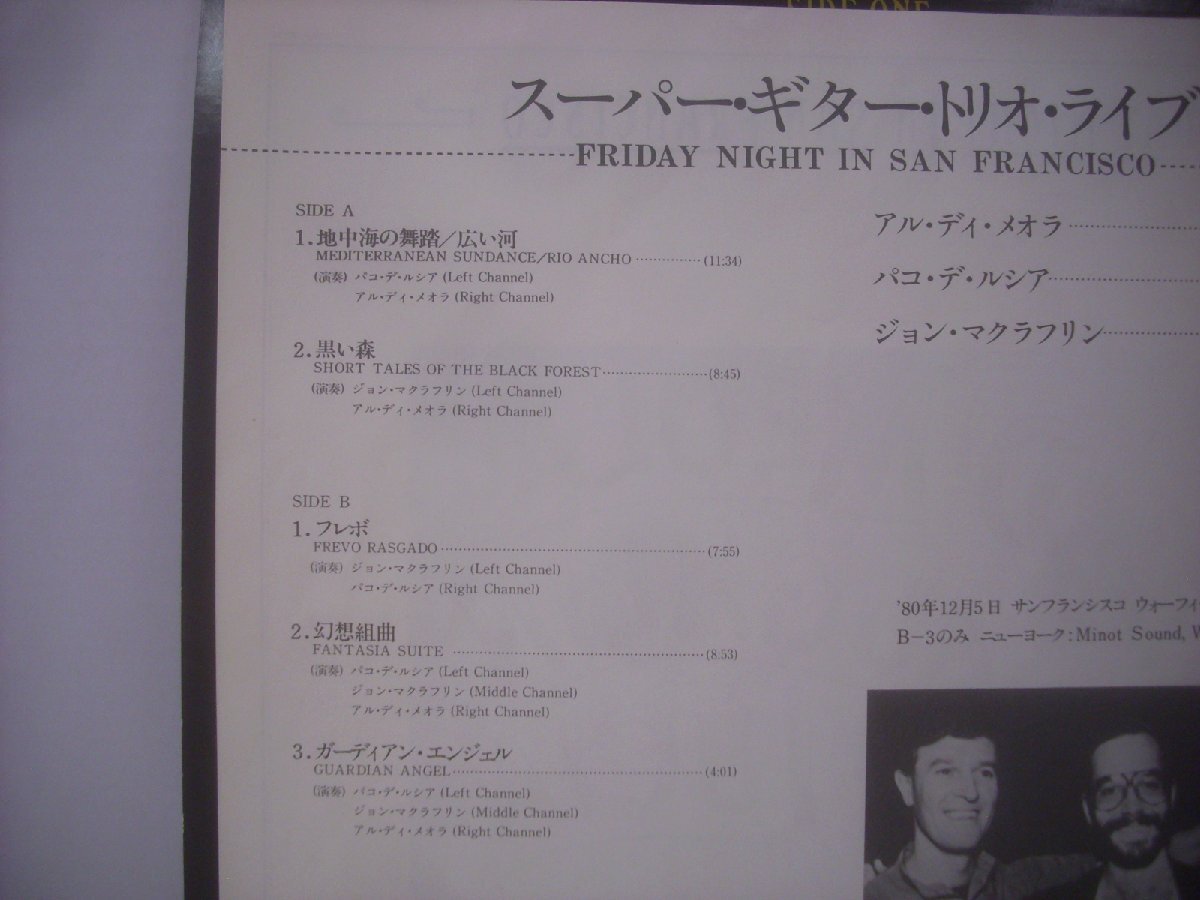 SIDE ONE
スーパー・ギター・トリオ・ライブ
FRIDAY NIGHT IN SAN FRANCISCO
SIDE A
1.地中海の舞踏/広い河
MEDITERRANEAN SUNDANCE/RIO ANCHO (11:34)
(演奏) パコ・デ・ルシア (Left Channel)
アル・ディ・メオラ (Right Channel)
2.黒い森
SHORT TALES OF THE BLACK FOREST (8:45)
(演奏) ジョン・マクラフリン (Left Channel)
アル・ディ・メオラ (Right Channel)
SIDE B
1.フレボ
FREVO RASGADO (7:55)
(演奏) ジョン・マクラフリン (Left Channel)
パコ・デ・ルシア (Right Channel)
2.幻想組曲
FANTASIA SUITE (8.53)
(演奏) パコ・デ・ルシア (Left Channel)
ジョン・マクラフリン (Middle Channel)
アル・ディ・メオラ (Right Channel)
3.ガーディアン・エンジェル
GUARDIAN ANGEL (4:01)
(演奏) パコ・デ・ルシア (Left Channel)
ジョン・マクラフリン (Middle Channel)
アル・ディ・メオラ (Right Channel)
アル・ディ・メオラ
パコ・デ・ルシア
ジョン・マクラフリン
'80年12月5日 サンフランシスコ ウォーフィ
B-3のみ ニューヨーク:Minot Sound, W